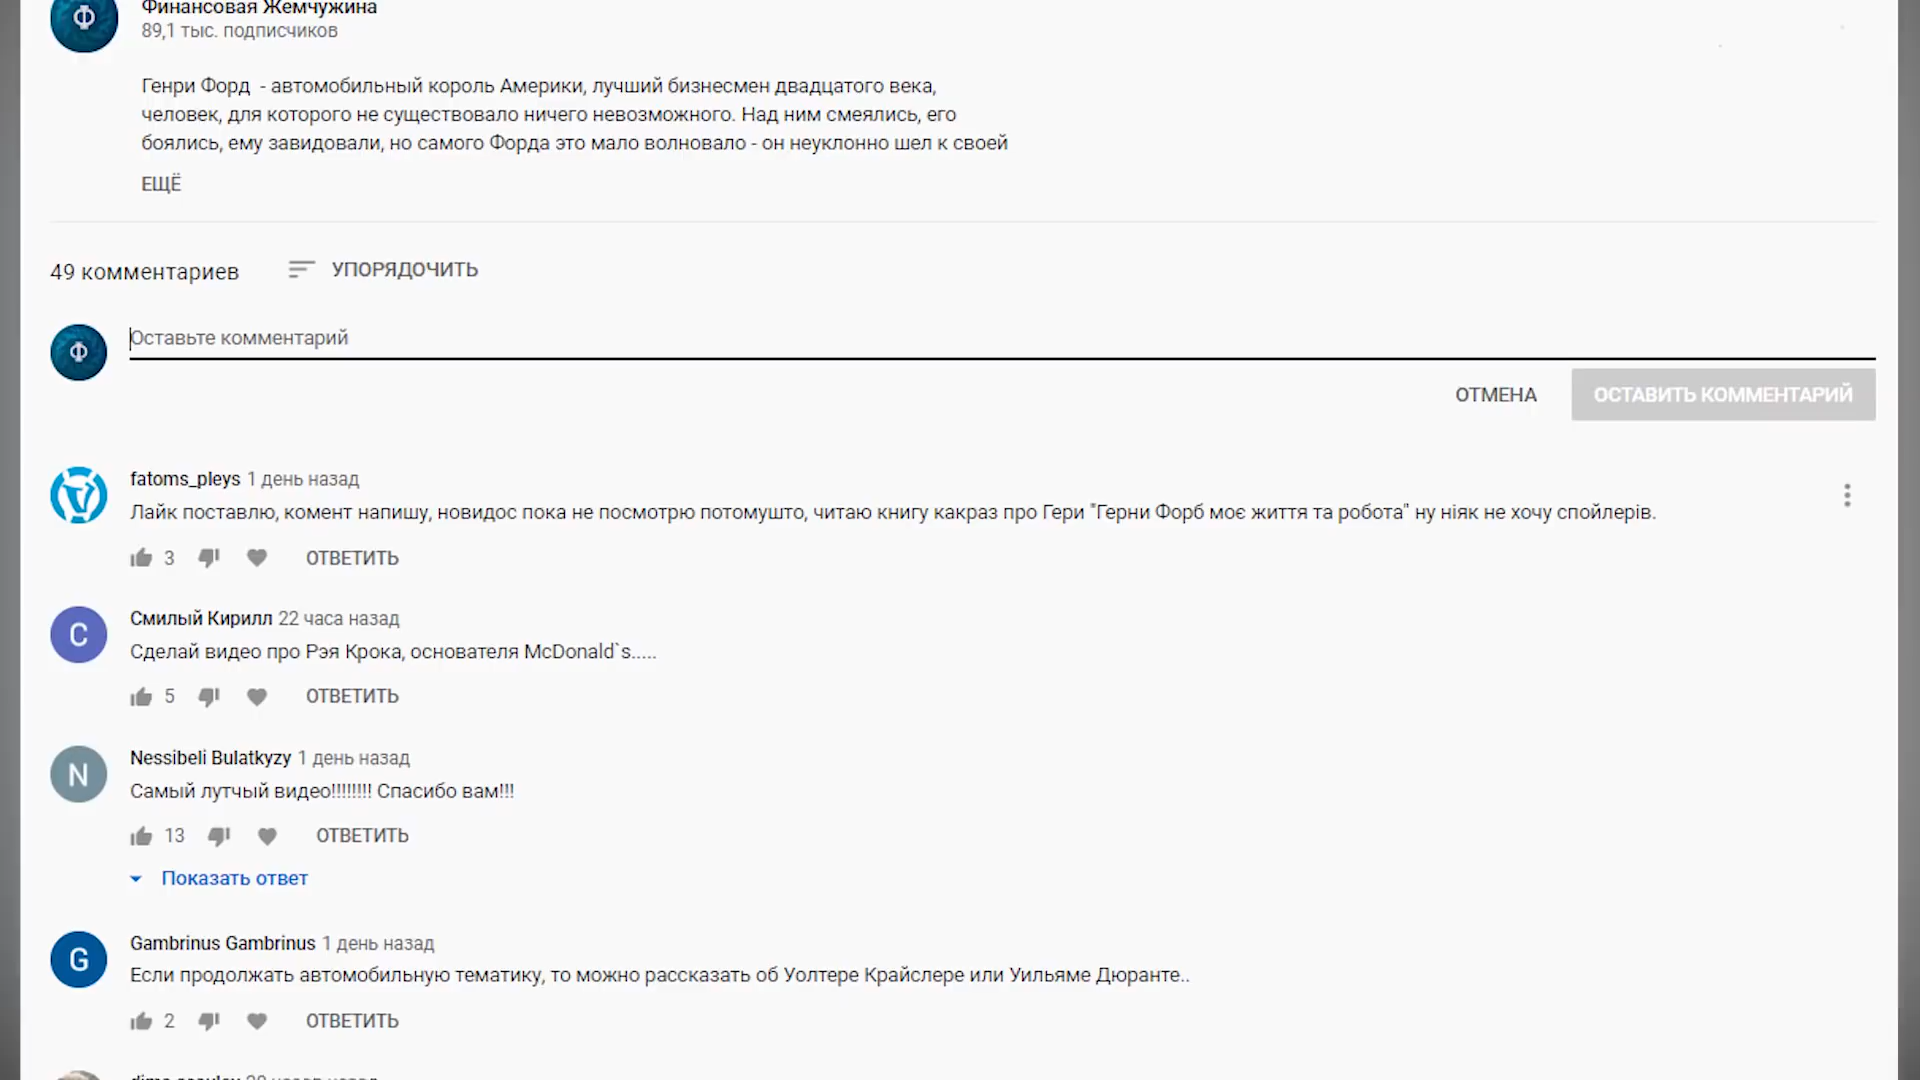 Финансовая Жемчужина
Ф
89,1 тыс. подписчиков
Генри Форд - автомобильный король Америки, лучший бизнесмен двадцатого века,
человек, для которого не существовало ничего невозможного. Над ним смеялись, его
боялись, ему завидовали, но самого Форда это мало волновало - он неуклонно шел к своей
ЕЩЁ
49 комментариев УПОРЯДОЧИТЬ
Ф Оставьте комментарий
ОТМЕНА ОСТАВИТЬ КОММЕНТАРИЙ
fatoms_pleys 1 день назад
Лайк поставлю, комент напишу, новидос пока не посмотрю потомушто, читаю книгу какраз про Гери "Герни Форб моє життя та робота" ну ніяк не хочу спойлерів.
3 ОТВЕТИТЬ
Смилый Кирилл 22 часа назад
С
Сделай видео про Рэя Крока, основателя McDonald`s.....
5 ОТВЕТИТЬ
Nessibeli Bulatkyzy 1 день назад
N
Самый лутчый видео!!!!!!!! Спасибо вам!!!
13 ОТВЕТИТЬ
Показать ответ
Gambrinus Gambrinus 1 день назад
G
Если продолжать автомобильную тематику, то можно рассказать об Уолтере Крайслере или Уильяме Дюранте..
2 ОТВЕТИТЬ